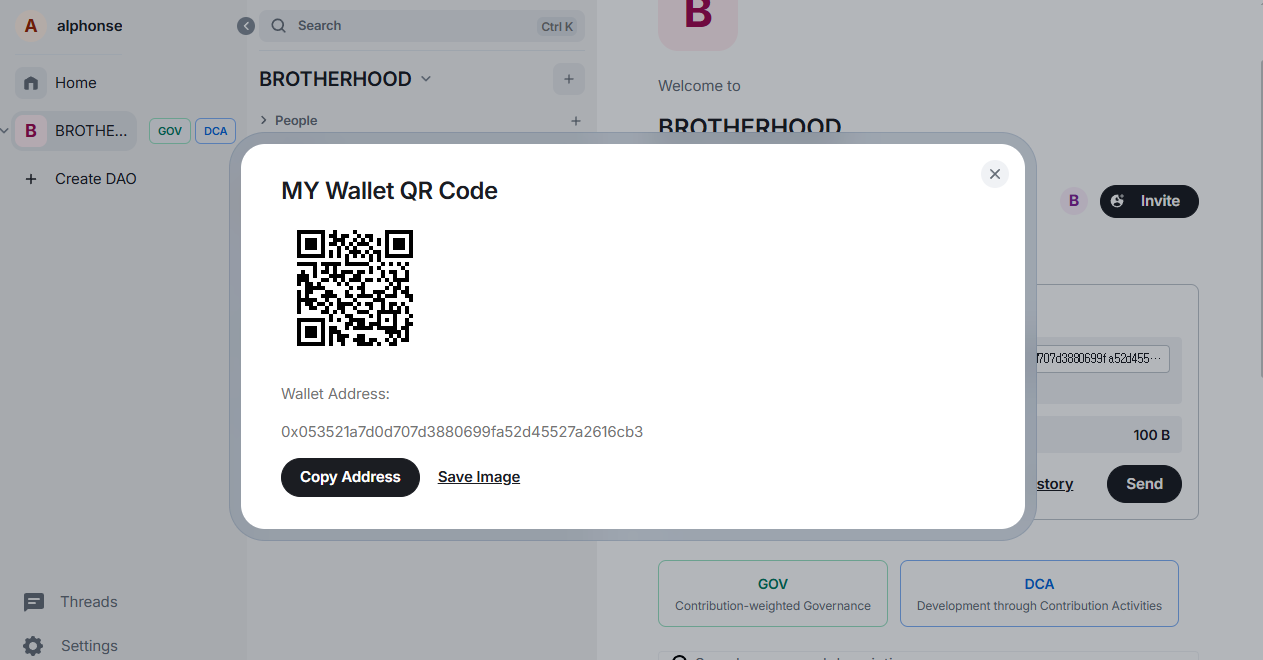 A alphonse
Search Ctrl K
Home
BROTHERHOOD
B BROTHE... GOV DCA
People
Create DAO
B
Welcome to
BROTHERHOOD
B Invite
MY Wallet QR Code
Wallet Address:
0x053521a7d0d707d3880699fa52d45527a2616cb3
Copy Address Save Image
707d3880699fa52d455···
100 B
story Send
GOV
Contribution-weighted Governance
DCA
Development through Contribution Activities
Threads
Settings